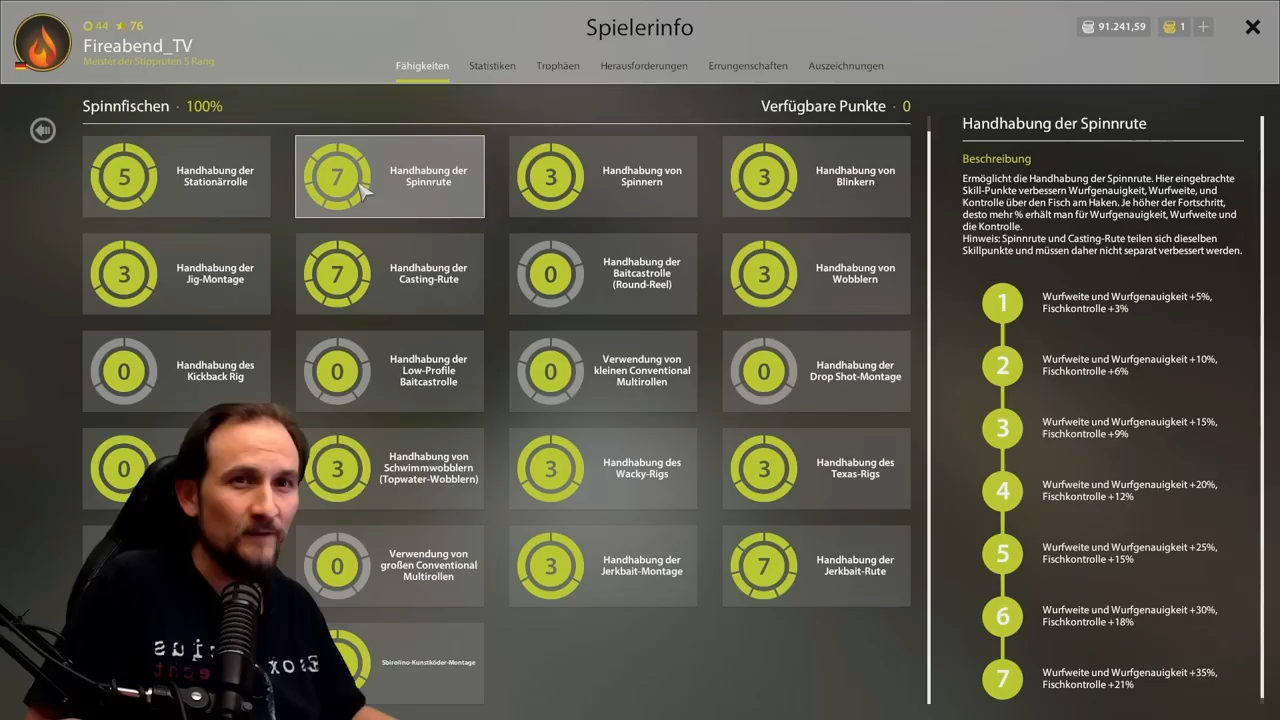 44 76
Spielerinfo
91.241,59
1
Fireabend_TV
Meister der Stippruten 5 Rang
Fähigkeiten Statistiken Trophäen Herausforderungen Errungenschaften Auszeichnungen
Spinnfischen · 100%
Verfügbare Punkte · 0
5
Handhabung der
Stationärrolle
7
Handhabung der
Spinnrute
3
Handhabung von
Spinnern
3
Handhabung von
Blinkern
3
Handhabung der
Jig-Montage
7
Handhabung der
Casting-Rute
0
Handhabung der
Baitcastrolle
(Round-Reel)
3
Handhabung von
Wobblern
0
Handhabung des
Kickback Rig
0
Handhabung der
Low-Profile
Baitcastrolle
0
Verwendung von
kleinen Conventional
Multirollen
0
Handhabung der
Drop Shot-Montage
0
3
Handhabung von
Schwimmwobblern
(Topwater-Wobblern)
3
Handhabung des
Wacky-Rigs
3
Handhabung des
Texas-Rigs
0
Verwendung von
großen Conventional
Multirollen
3
Handhabung der
Jerkbait-Montage
7
Handhabung der
Jerkbait-Rute
Sbirolino-Kunstköder-Montage
Handhabung der Spinnrute
Beschreibung
Ermöglicht die Handhabung der Spinnrute. Hier eingebrachte
Skill-Punkte verbessern Wurfgenauigkeit, Wurfweite, und
Kontrolle über den Fisch am Haken. Je höher der Fortschritt,
desto mehr % erhält man für Wurfgenauigkeit, Wurfweite und
die Kontrolle.
Hinweis: Spinnrute und Casting-Rute teilen sich dieselben
Skillpunkte und müssen daher nicht separat verbessert werden.
1
Wurfweite und Wurfgenauigkeit +5%,
Fischkontrolle +3%
2
Wurfweite und Wurfgenauigkeit +10%,
Fischkontrolle +6%
3
Wurfweite und Wurfgenauigkeit +15%,
Fischkontrolle +9%
4
Wurfweite und Wurfgenauigkeit +20%,
Fischkontrolle +12%
5
Wurfweite und Wurfgenauigkeit +25%,
Fischkontrolle +15%
6
Wurfweite und Wurfgenauigkeit +30%,
Fischkontrolle +18%
7
Wurfweite und Wurfgenauigkeit +35%,
Fischkontrolle +21%